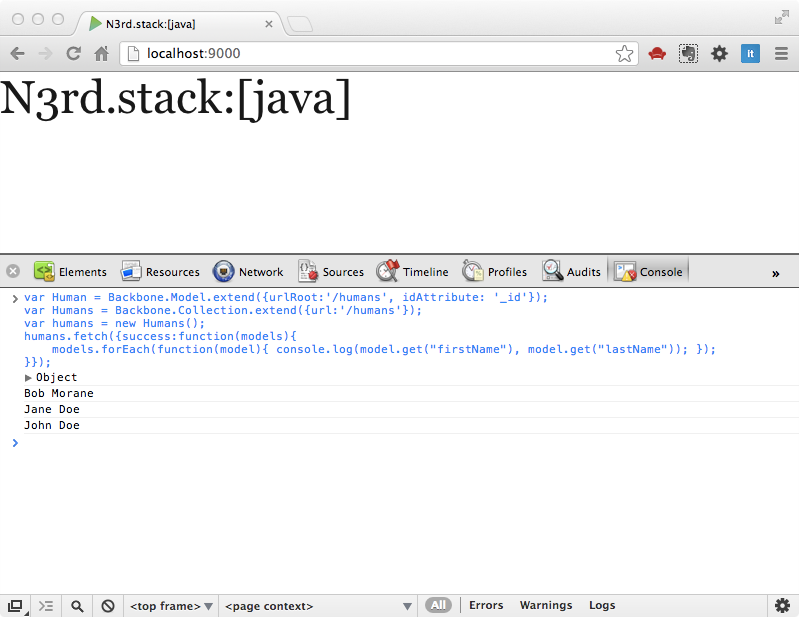 N3rd.stack:[java]
localhost:9000
lt
N3rd.stack:[java]
Elements Resources Network Sources Timeline Profiles Audits Console »
var Human = Backbone.Model.extend({urlRoot:'/humans', idAttribute: '_id'});
var Humans = Backbone.Collection.extend({url:'/humans'});
var humans = new Humans();
humans.fetch({success:function(models){
    models.forEach(function(model){ console.log(model.get("firstName"), model.get("lastName")); });
}});
Object
Bob Morane
Jane Doe
John Doe
<top frame> <page context> All Errors Warnings Logs